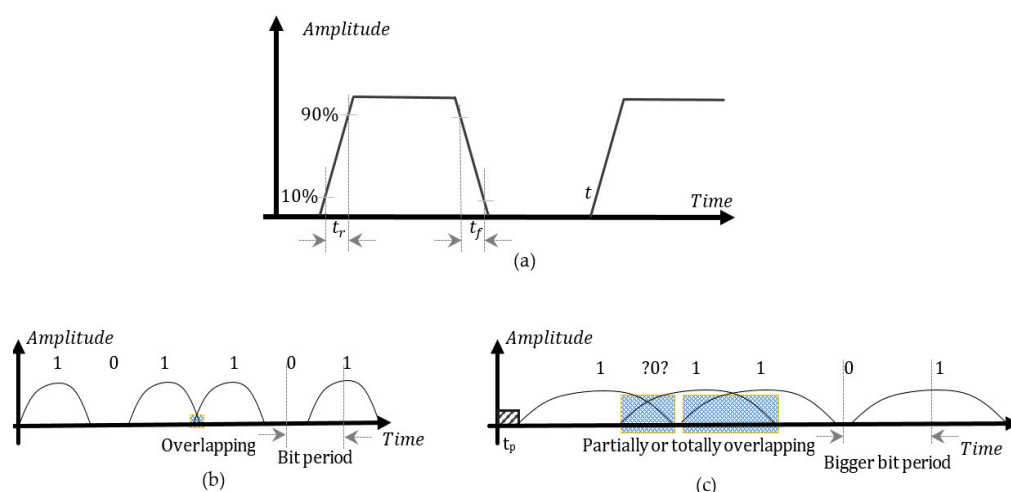 Amplitude
90%
10%
t
Time
t_r
t_f
(a)
Amplitude
1 0 1 1 0 1
Time
Overlapping
Bit period
(b)
Amplitude
1 ?0? 1 1 0 1
t_p
Partially or totally overlapping
Time
Bigger bit period
(c)